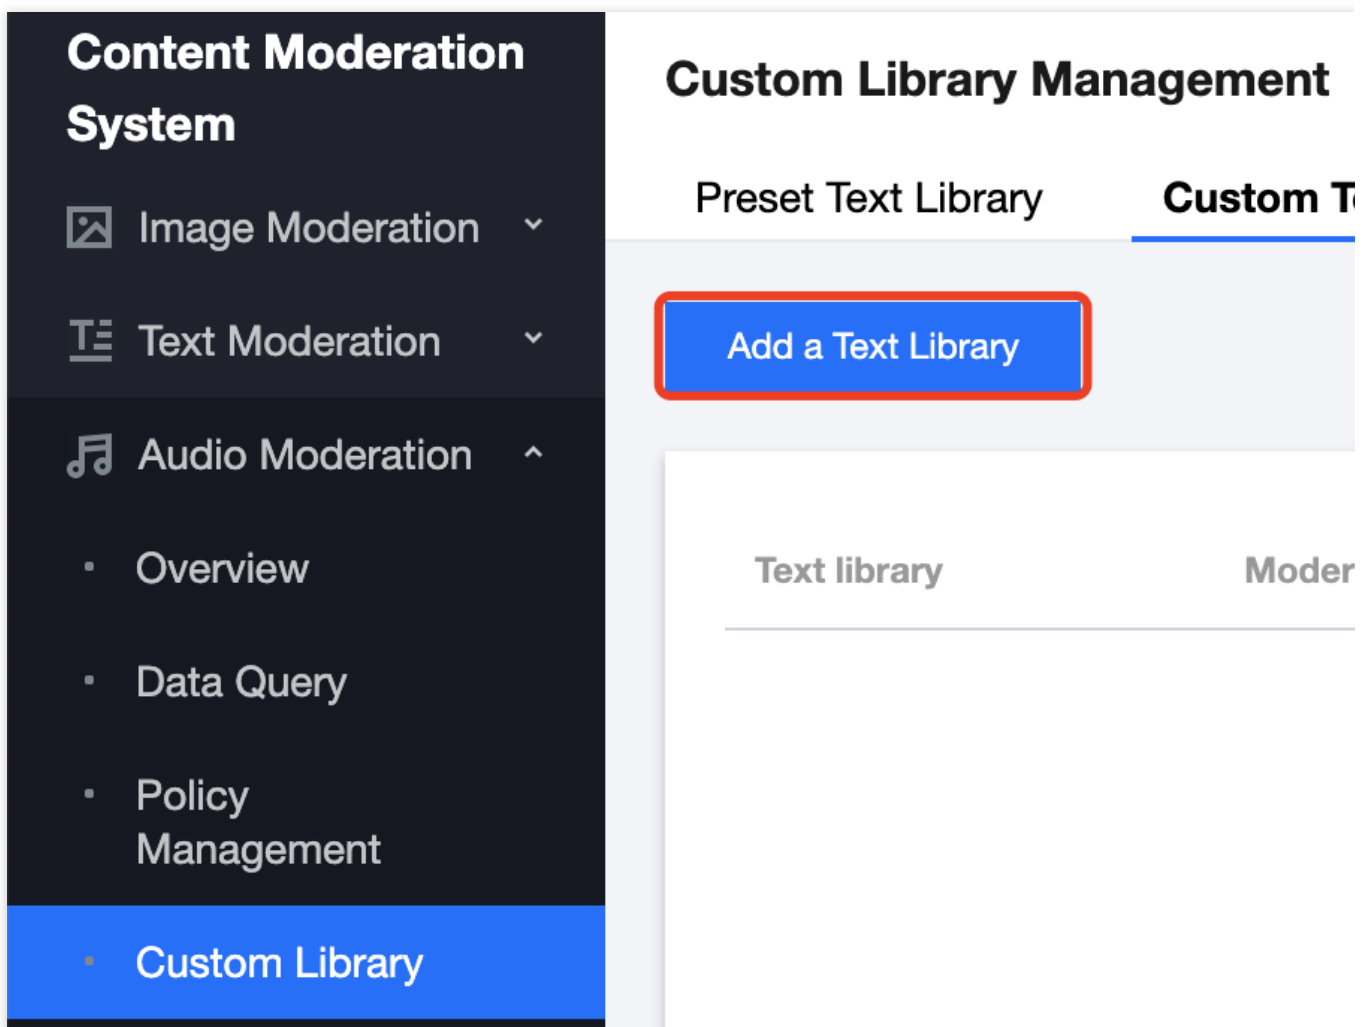 Content Moderation
System
Image Moderation
Text Moderation
Audio Moderation
Overview
Data Query
Policy
Management
Custom Library
Custom Library Management
Preset Text Library
Custom
Add a Text Library
Text library